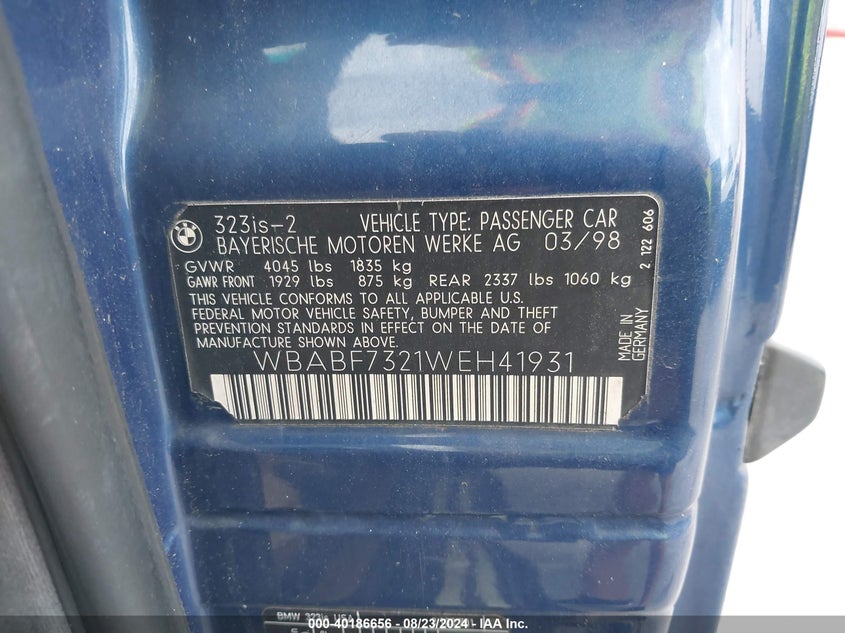 323is-2 VEHICLE TYPE: PASSENGER CAR
BAYERISCHE MOTOREN WERKE AG 03/98
GVWR 4045 lbs 1835 kg
GAWR FRONT 1929 lbs 875 kg REAR 2337 lbs 1060 kg
THIS VEHICLE CONFORMS TO ALL APPLICABLE U.S.
FEDERAL MOTOR VEHICLE SAFETY, BUMPER AND THEFT
PREVENTION STANDARDS IN EFFECT ON THE DATE OF
MANUFACTURE SHOWN ABOVE.
WBABF7321WEH41931
MADE IN
GERMANY
2 122 606
BMW 323is USA
000-40186656 - 08/23/2024 - IAA Inc.